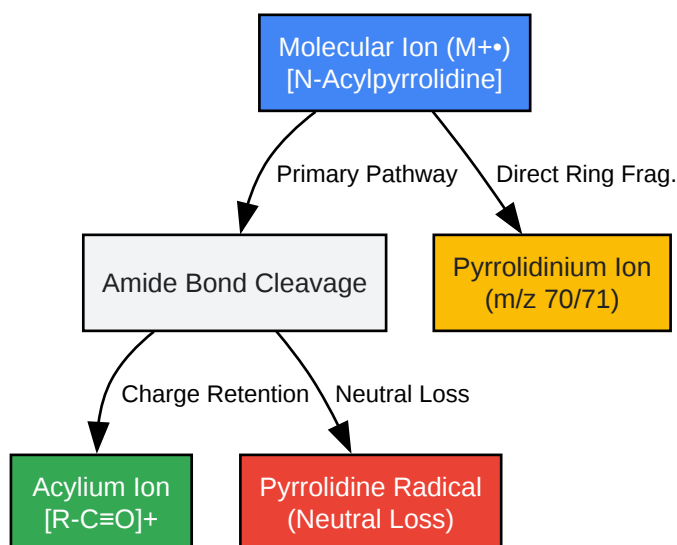 Molecular Ion (M+•)
[N-Acylpyrrolidine]
Primary Pathway
Direct Ring Frag.
Amide Bond Cleavage
Pyrrolidinium Ion
(m/z 70/71)
Charge Retention
Neutral Loss
Acylium Ion
[R-C≡O]+
Pyrrolidine Radical
(Neutral Loss)